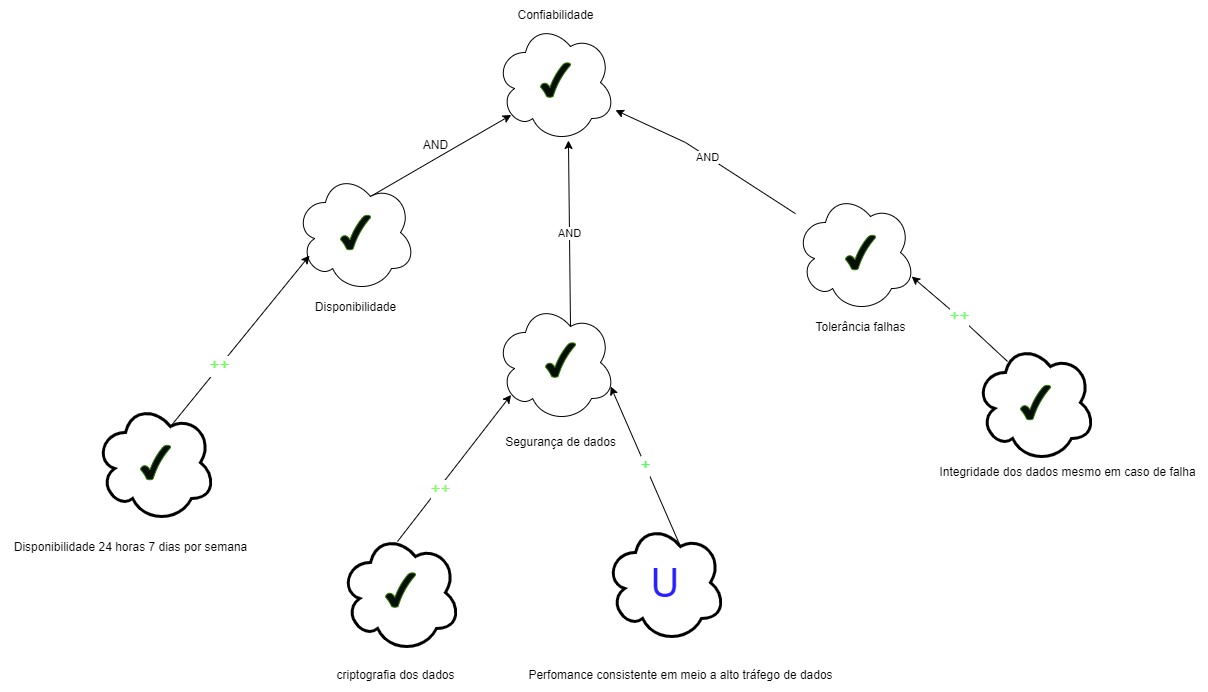 Confiabilidade
AND
AND
AND
Disponibilidade
Tolerância falhas
++
++
Segurança de dados
++
+
Integridade dos dados mesmo em caso de falha
Disponibilidade 24 horas 7 dias por semana
U
criptografia dos dados
Perfomance consistente em meio a alto tráfego de dados